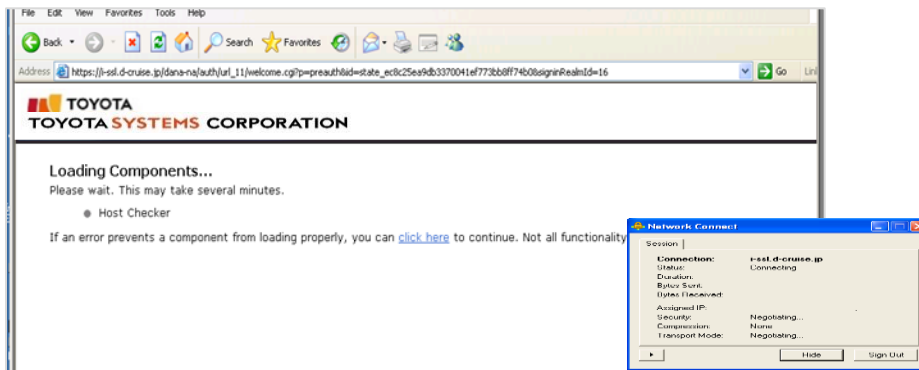 File Edit View Favorites Tools Help
Back Search Favorites
Address https://i-ssl.d-cruise.jp/dana-na/auth/url_11/welcome.cgi?p=preauth&id=state_ec8c25ea9db3370041ef773bb8ff74b0&signinRealmId=16 Go Lin
TOYOTA
TOYOTA SYSTEMS CORPORATION
Loading Components...
Please wait. This may take several minutes.
Host Checker
If an error prevents a component from loading properly, you can click here to continue. Not all functionality
Network Connect
Session
Connection: i-ssl.d-cruise.jp
Status: Connecting
Duration:
Bytes Sent:
Bytes Received:
Assigned IP:
Security: Negotiating...
Compression: None
Transport Mode: Negotiating...
Hide Sign Out